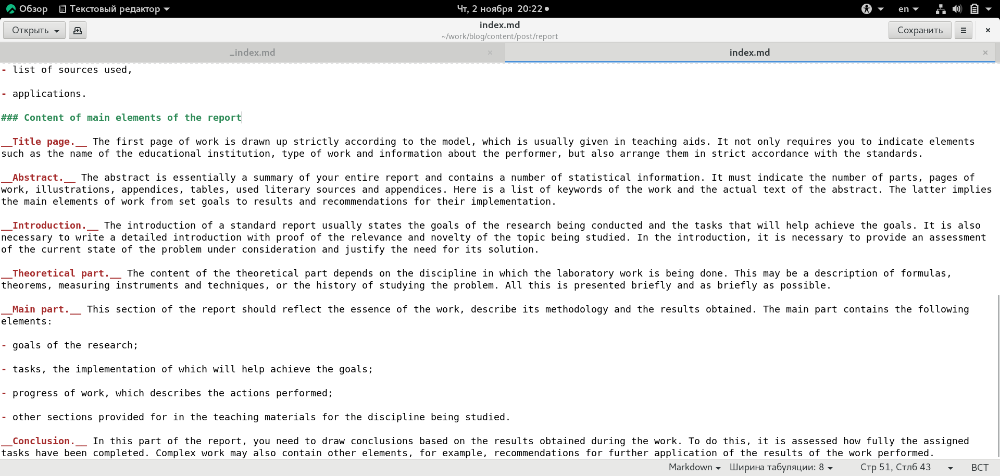 Обзор Текстовый редактор Чт, 2 ноября 20:22 en
Открыть index.md Сохранить
~/work/blog/content/post/report
_index.md index.md
- list of sources used,
- applications.
### Content of main elements of the report
__Title page.__ The first page of work is drawn up strictly according to the model, which is usually given in teaching aids. It not only requires you to indicate elements
such as the name of the educational institution, type of work and information about the performer, but also arrange them in strict accordance with the standards.
__Abstract.__ The abstract is essentially a summary of your entire report and contains a number of statistical information. It must indicate the number of parts, pages of
work, illustrations, appendices, tables, used literary sources and appendices. Here is a list of keywords of the work and the actual text of the abstract. The latter implies
the main elements of work from set goals to results and recommendations for their implementation.
__Introduction.__ The introduction of a standard report usually states the goals of the research being conducted and the tasks that will help achieve the goals. It is also
necessary to write a detailed introduction with proof of the relevance and novelty of the topic being studied. In the introduction, it is necessary to provide an assessment
of the current state of the problem under consideration and justify the need for its solution.
__Theoretical part.__ The content of the theoretical part depends on the discipline in which the laboratory work is being done. This may be a description of formulas,
theorems, measuring instruments and techniques, or the history of studying the problem. All this is presented briefly and as briefly as possible.
__Main part.__ This section of the report should reflect the essence of the work, describe its methodology and the results obtained. The main part contains the following
elements:
- goals of the research;
- tasks, the implementation of which will help achieve the goals;
- progress of work, which describes the actions performed;
- other sections provided for in the teaching materials for the discipline being studied.
__Conclusion.__ In this part of the report, you need to draw conclusions based on the results obtained during the work. To do this, it is assessed how fully the assigned
tasks have been completed. Complex work may also contain other elements, for example, recommendations for further application of the results of the work performed.
Markdown Ширина табуляции: 8 Стр 51, Стлб 43 ВСТ